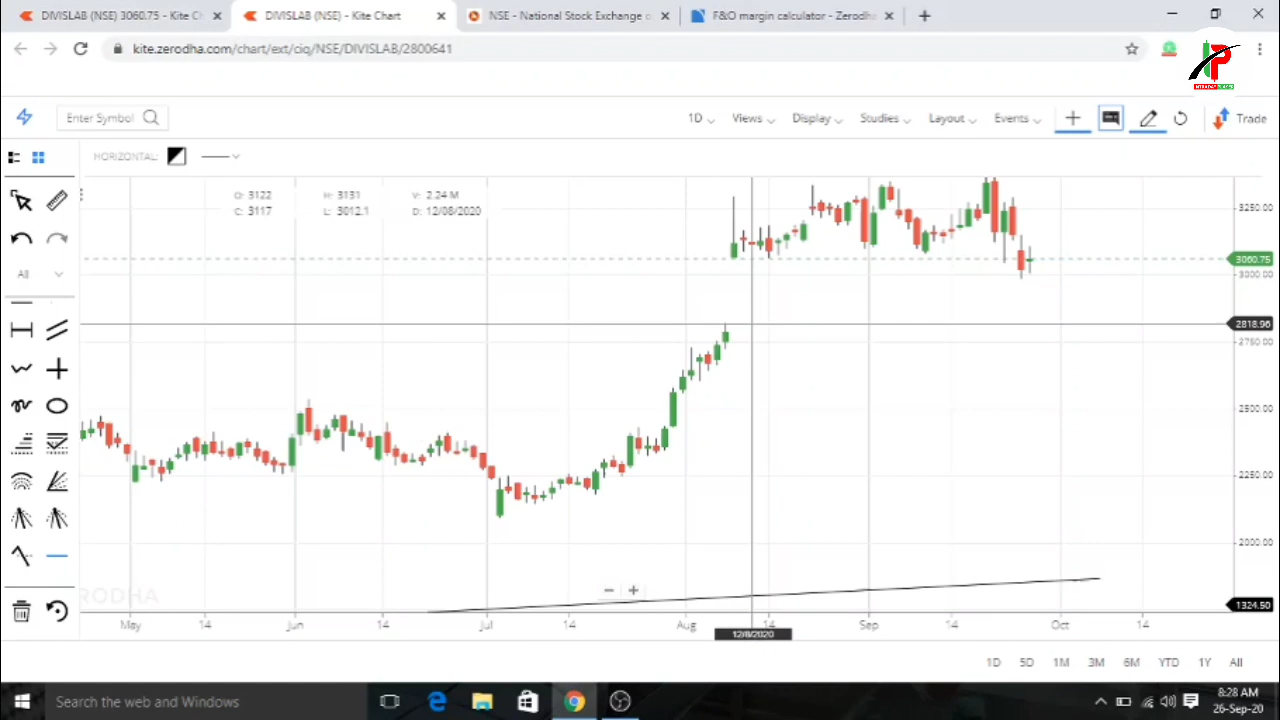 DIVISLAB (NSE) 3060.75 - Kite Ch
DIVISLAB (NSE) - Kite Chart
NSE - National Stock Exchange o
F&O margin calculator - Zerodha
kite.zerodha.com/chart/ext/ciq/NSE/DIVISLAB/2800641
Enter Symbol
1D
Views
Display
Studies
Layout
Events
Trade
HORIZONTAL:
O: 3122 H: 3131 V: 2.24 M
C: 3117 L: 3012.1 D: 12/08/2020
3250.00
3060.75
3000.00
All
2818.96
2750.00
2500.00
2250.00
2000.00
1324.50
May 14 Jun 14 Jul 14 Aug 14 Sep 14 Oct 14
12/8/2020
1D 5D 1M 3M 6M YTD 1Y All
Search the web and Windows
8:28 AM
26-Sep-20